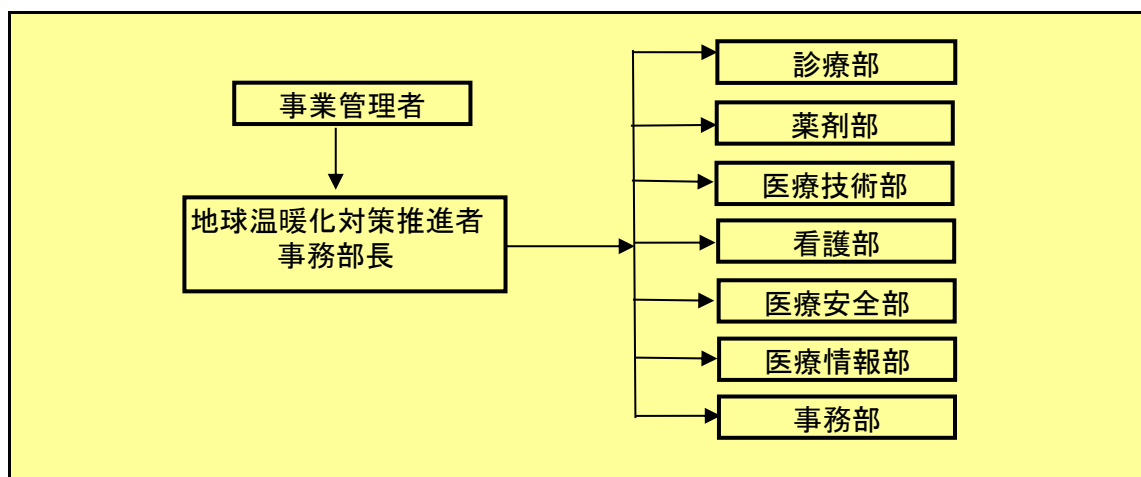 事業管理者
地球温暖化対策推進者
事務部長
診療部
薬剤部
医療技術部
看護部
医療安全部
医療情報部
事務部